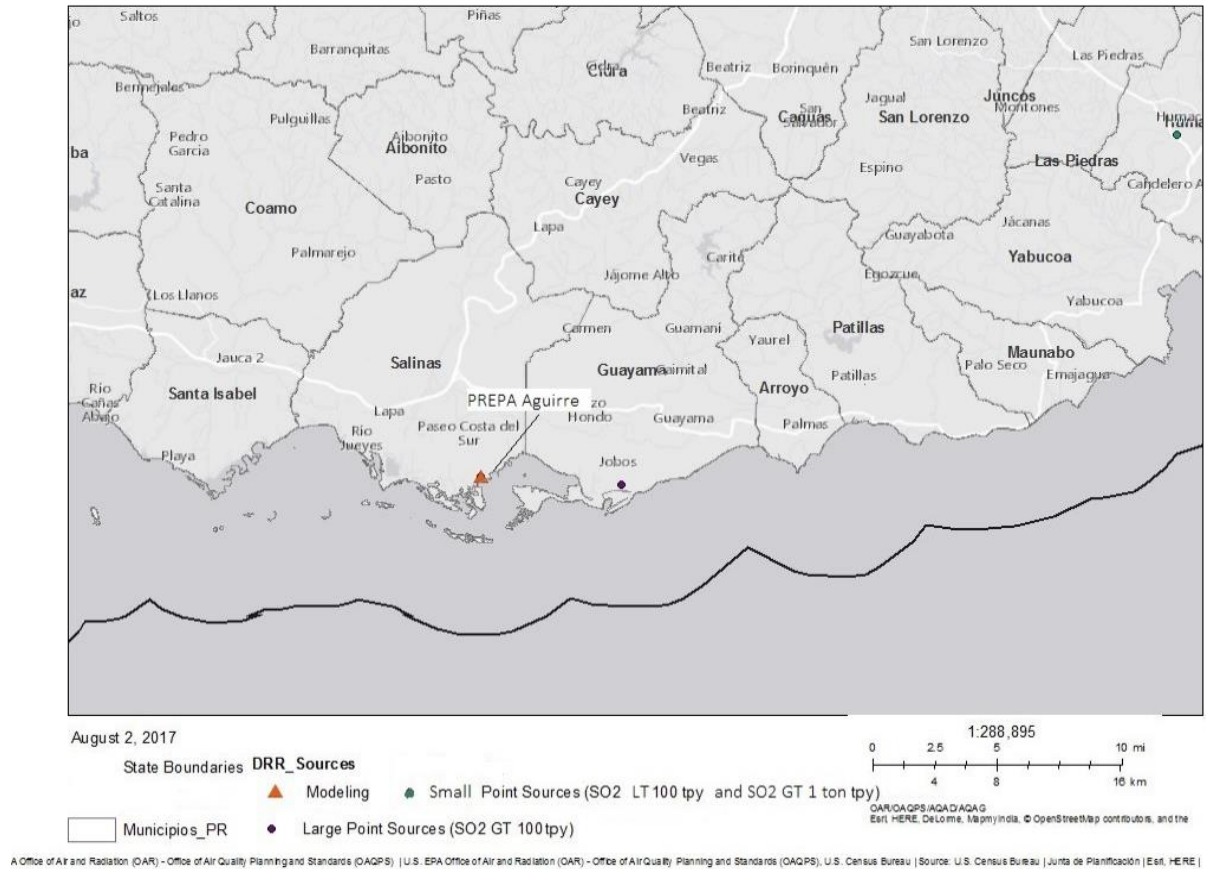 jo
Saltos
Piñas
San Lorenzo
Las Piedras
Barranquitas
Cidra
Beatriz
Borinquén
Bermejales
Pulguillas
Beatriz
Jagual
Juncos
Montones
San
Salvador
Caguas
San Lorenzo
Pedro
Garcia
Aibonito
Aibonito
ba
Pasto
Vegas
Espino
Las Piedras
Santa
Catalina
Cayey
Cayey
Candelero A
Coamo
Lapa
Jácanas
Guayabota
Palmarejo
Carite
Yabucoa
Jájome Alto
Egozcue
az
Los Llanos
Yabucoa
Carmen
Guamaní
Patillas
Yaurel
Jauca 2
Salinas
Maunabo
Guayama
Palo Seco
Emajagua
Santa Isabel
Arroyo
Patillas
Río
Cañas
Abajo
PREPA Aguirre
zo
Hondo
Lapa
Guayama
Palmas
Paseo Costa del
Sur
Río
Jueyes
Playa
Jobos
August 2, 2017
1:288,895
0 2.5 5 10 mi
4 8 16 km
State Boundaries DRR_Sources
Modeling Small Point Sources (SO2 LT 100 tpy and SO2 GT 1 ton tpy)
OAR/OAQPS/AQAD/AQAG
Esri, HERE, DeLorme, MapmyIndia, © OpenStreetMap contributors, and the
Municipios_PR Large Point Sources (SO2 GT 100tpy)
A Office of Air and Radiation (OAR) - Office of Air Quality Planning and Standards (OAQPS) | U.S. EPA Office of Air and Radiation (OAR) - Office of Air Quality Planning and Standards (OAQPS), U.S. Census Bureau | Source: U.S. Census Bureau | Junta de Planificación | Esri, HERE |